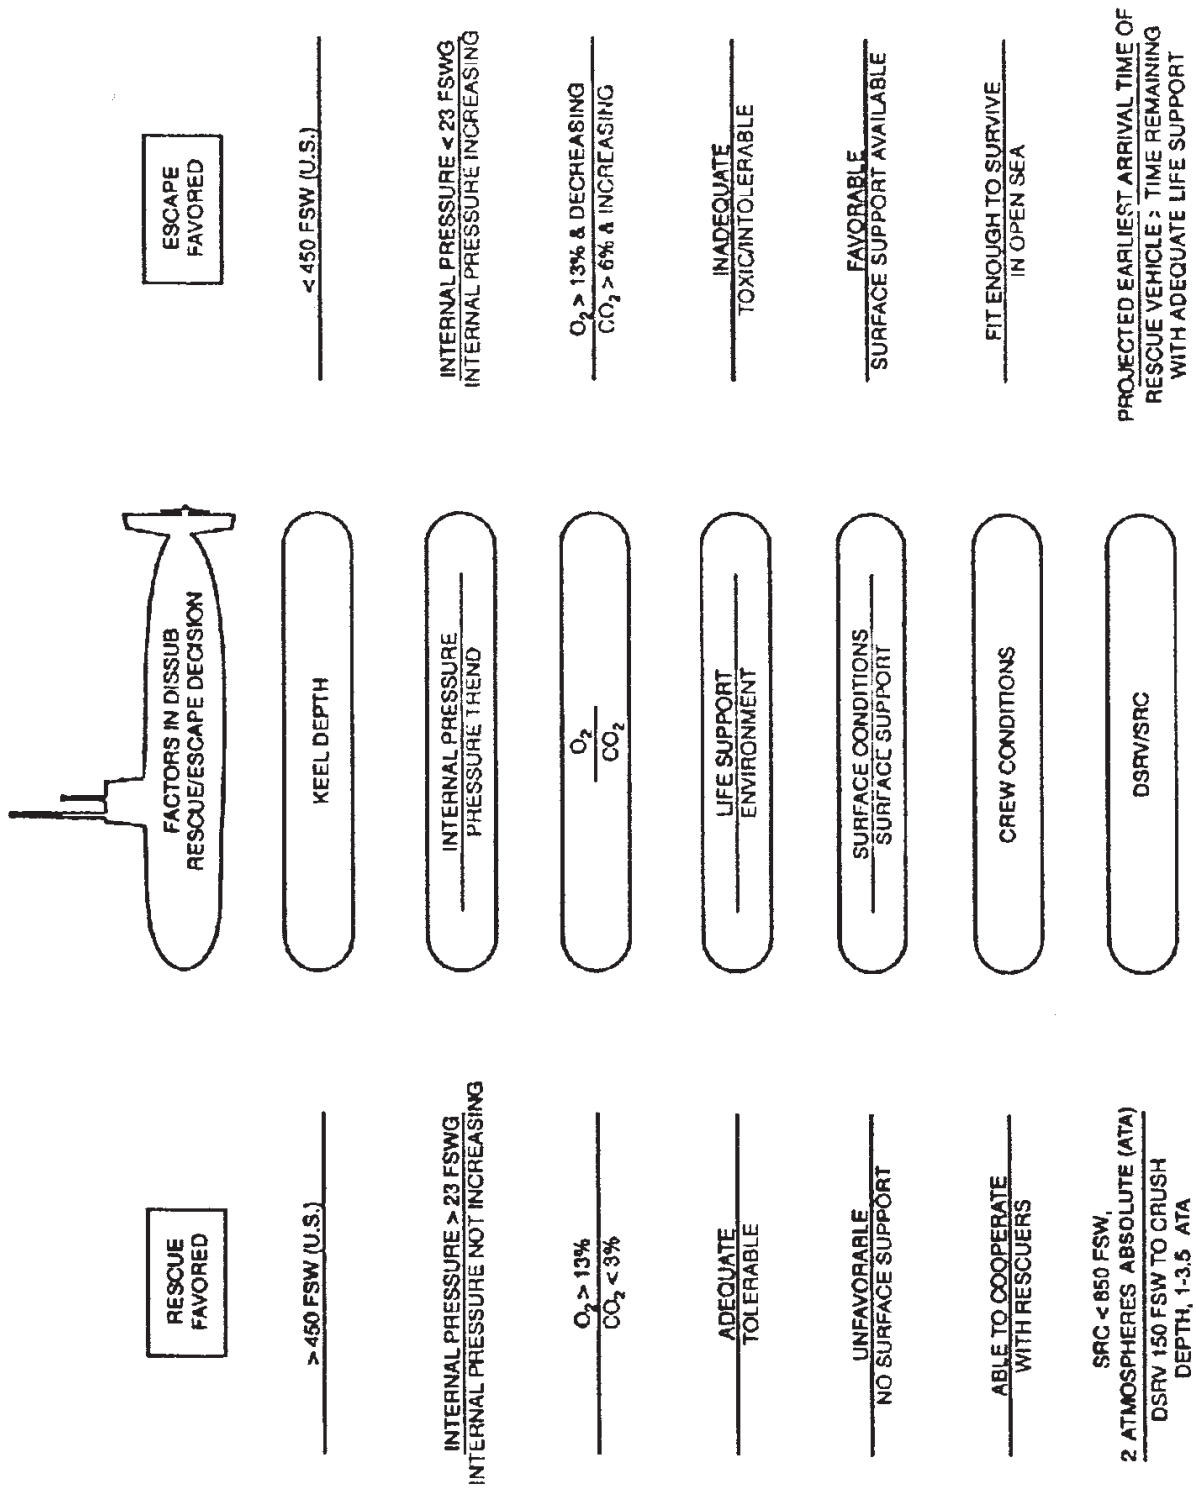 RESCUE
FAVORED
FACTORS IN DISSUB
RESCUE/ESCAPE DECISION
ESCAPE
FAVORED
> 450 FSW (U.S.)
KEEL DEPTH
< 450 FSW (U.S.)
INTERNAL PRESSURE > 23 FSWG
INTERNAL PRESSURE NOT INCREASING
INTERNAL PRESSURE
PRESSURE TREND
INTERNAL PRESSURE < 23 FSWG
INTERNAL PRESSURE INCREASING
O₂ > 13%
CO₂ < 3%
O₂
CO₂
O₂ > 13% & DECREASING
CO₂ > 6% & INCREASING
ADEQUATE
TOLERABLE
LIFE SUPPORT
ENVIRONMENT
INADEQUATE
TOXIC/INTOLERABLE
UNFAVORABLE
NO SURFACE SUPPORT
SURFACE CONDITIONS
SURFACE SUPPORT
FAVORABLE
SURFACE SUPPORT AVAILABLE
ABLE TO COOPERATE
WITH RESCUERS
CREW CONDITIONS
FIT ENOUGH TO SURVIVE
IN OPEN SEA
SRC < 850 FSW,
2 ATMOSPHERES ABSOLUTE (ATA)
DSRV 150 FSW TO CRUSH
DEPTH, 1-3.5 ATA
DSRV/SRC
PROJECTED EARLIEST ARRIVAL TIME OF
RESCUE VEHICLE > TIME REMAINING
WITH ADEQUATE LIFE SUPPORT